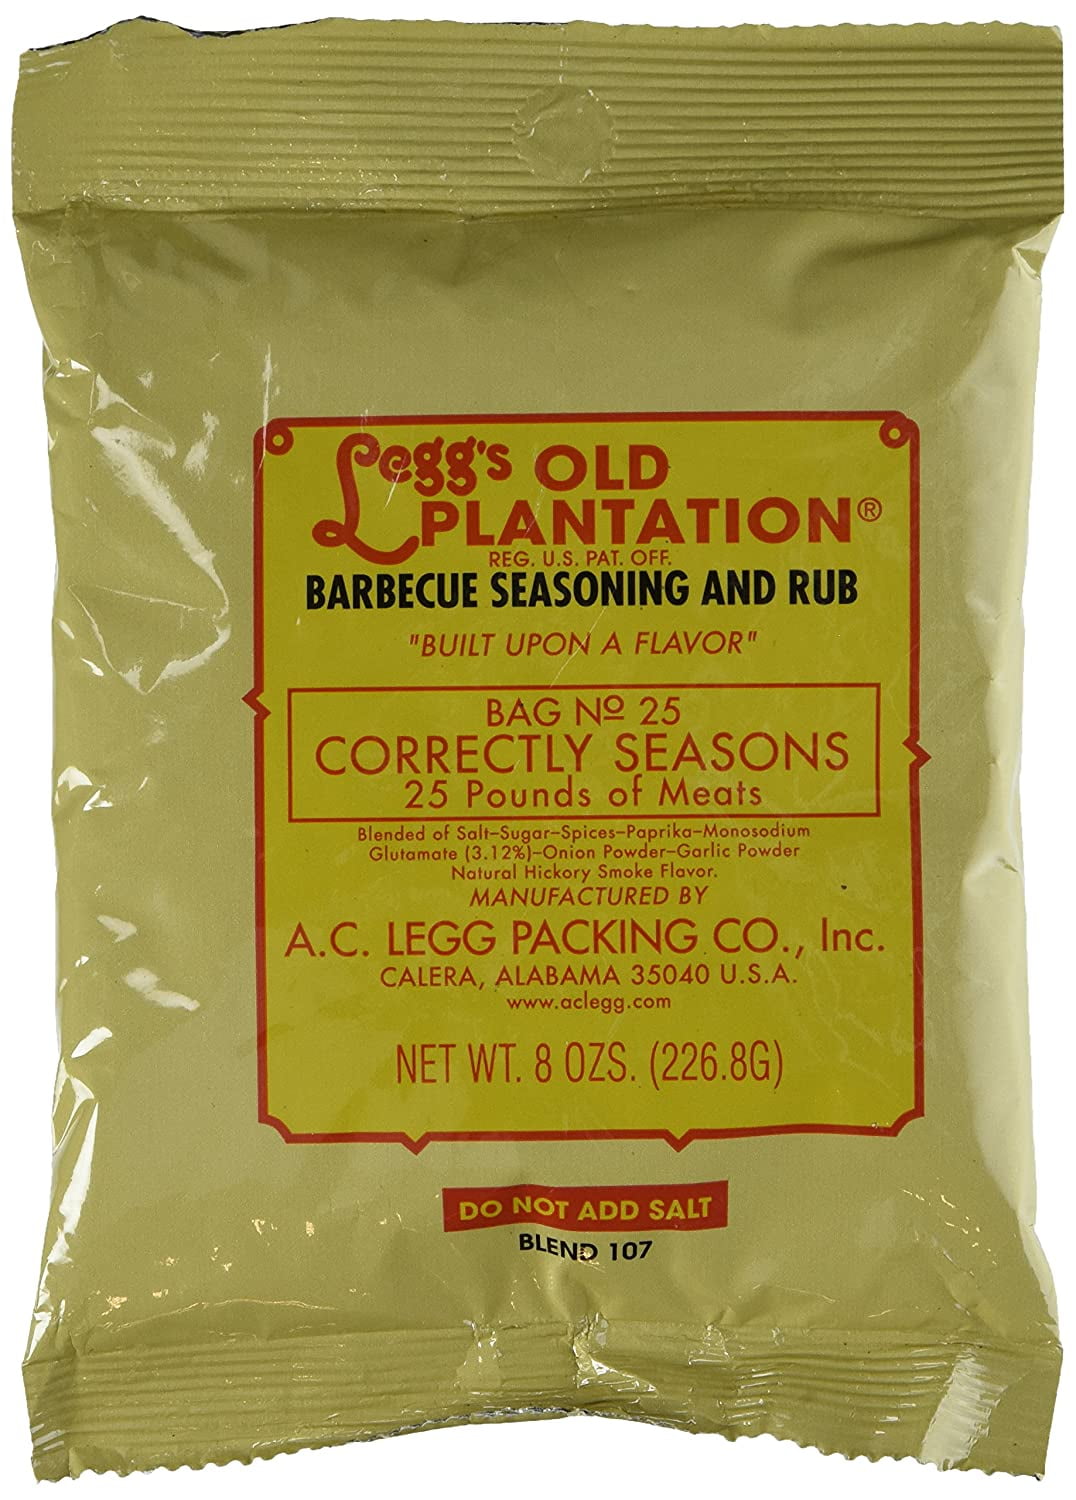 Legg's OLD
PLANTATION®
REG. U.S. PAT. OFF.
BARBECUE SEASONING AND RUB
"BUILT UPON A FLAVOR"
BAG Nº 25
CORRECTLY SEASONS
25 Pounds of Meats
Blended of Salt–Sugar–Spices–Paprika–Monosodium
Glutamate (3.12%)–Onion Powder–Garlic Powder
Natural Hickory Smoke Flavor.
MANUFACTURED BY
A.C. LEGG PACKING CO., Inc.
CALERA, ALABAMA 35040 U.S.A.
www.aclegg.com
NET WT. 8 OZS. (226.8G)
DO NOT ADD SALT
BLEND 107